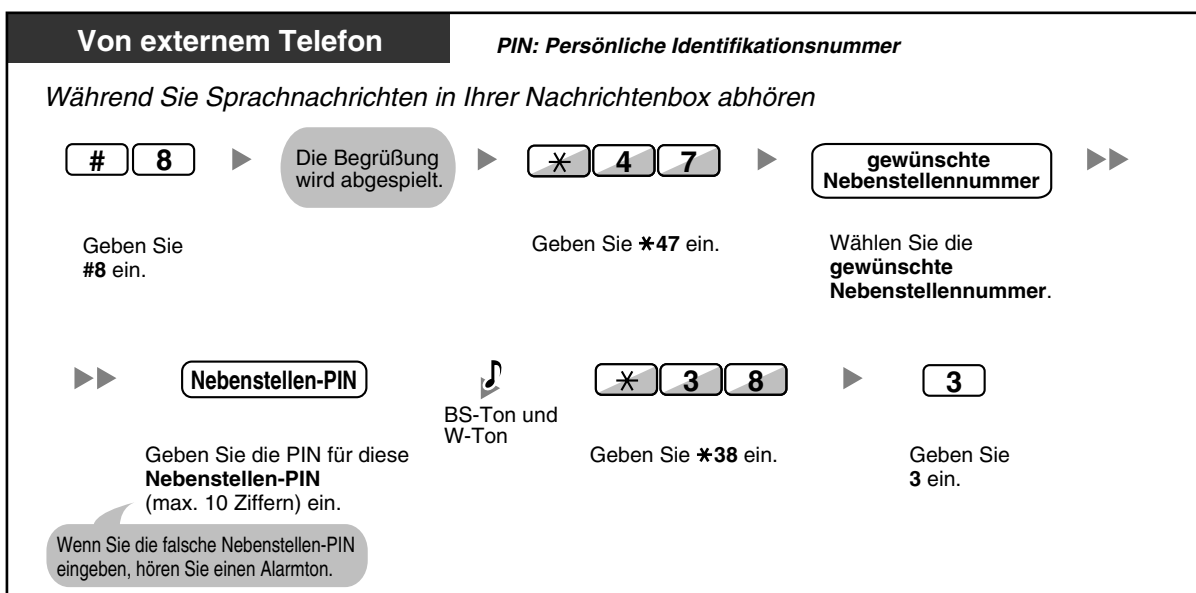 Von externem Telefon
PIN: Persönliche Identifikationsnummer
Während Sie Sprachnachrichten in Ihrer Nachrichtenbox abhören
# 8
Die Begrüßung
wird abgespielt.
* 4 7
gewünschte
Nebenstellennummer
Geben Sie
#8 ein.
Geben Sie *47 ein.
Wählen Sie die
gewünschte
Nebenstellennummer.
Nebenstellen-PIN
BS-Ton und
W-Ton
* 3 8
3
Geben Sie die PIN für diese
Nebenstellen-PIN
(max. 10 Ziffern) ein.
Geben Sie *38 ein.
Geben Sie
3 ein.
Wenn Sie die falsche Nebenstellen-PIN
eingeben, hören Sie einen Alarmton.